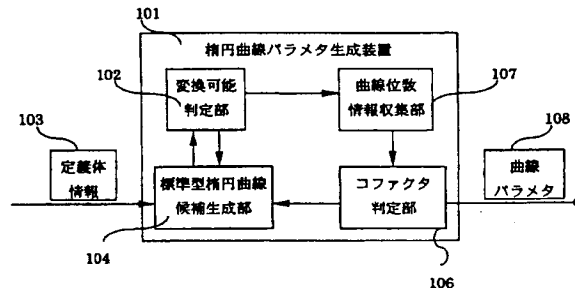 101
楕円曲線パラメタ生成装置
102
変換可能
判定部
曲線位数
情報収集部
107
103
定義体
情報
標準型楕円曲線
候補生成部
104
コファクタ
判定部
106
108
曲線
パラメタ